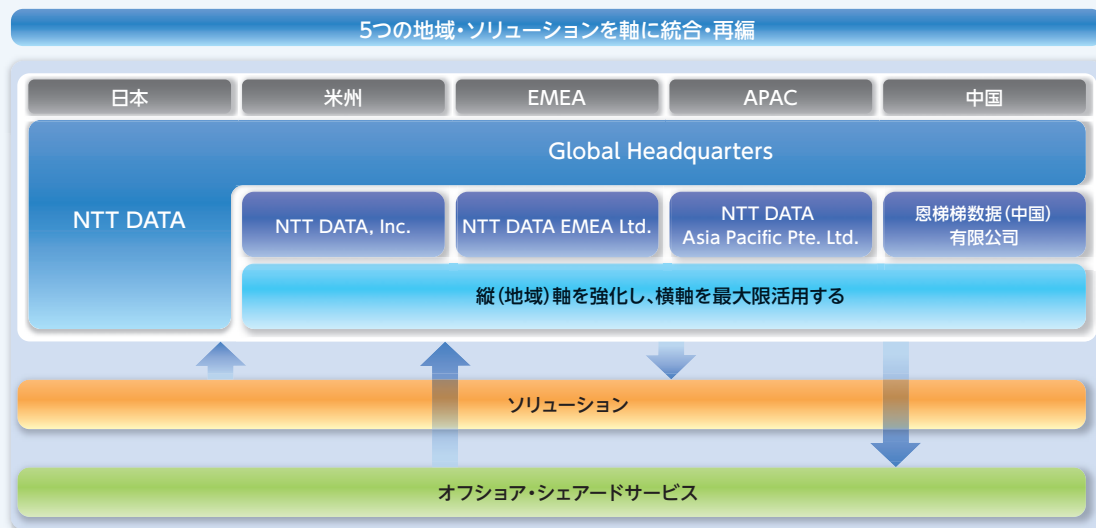 5つの地域・ソリューションを軸に統合・再編
日本
米州
EMEA
APAC
中国
Global Headquarters
NTT DATA
NTT DATA, Inc.
NTT DATA EMEA Ltd.
NTT DATA
Asia Pacific Pte. Ltd.
恩梯梯数据(中国)
有限公司
縦(地域)軸を強化し、横軸を最大限活用する
ソリューション
オフショア・シェアードサービス